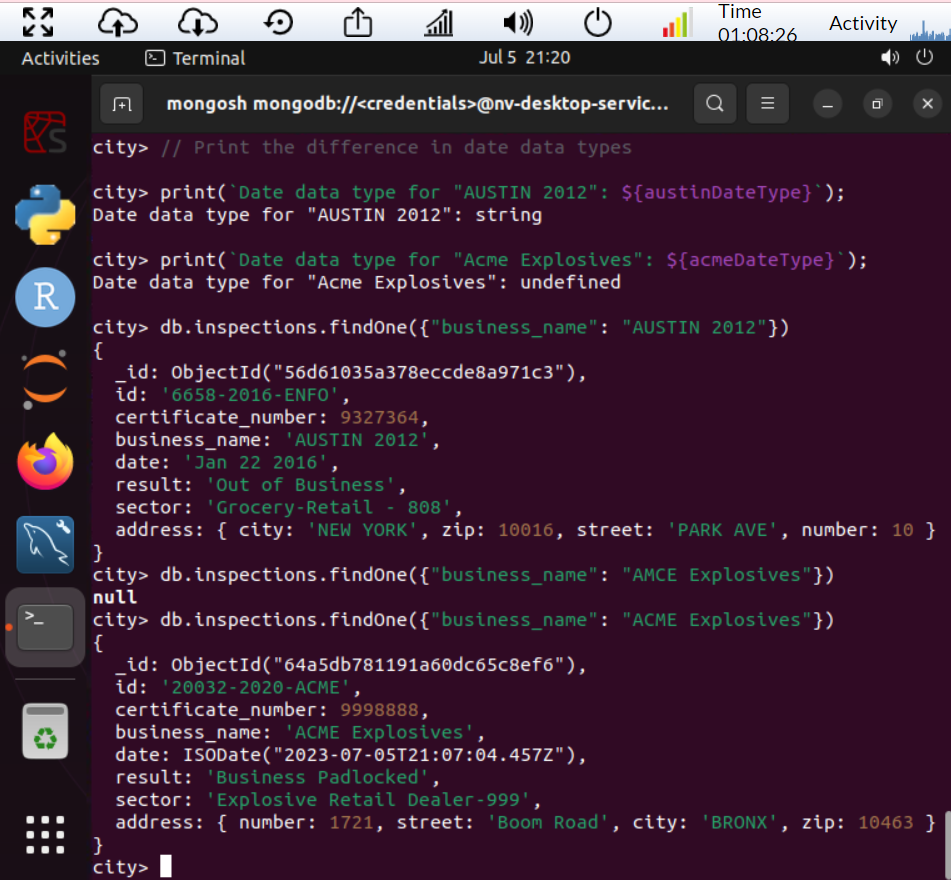 Time
01:08:26
Activity
Activities
Terminal
Jul 5 21:20
mongosh mongodb://<credentials>@nv-desktop-servic...
S
R
city> // Print the difference in date data types
city> print(`Date data type for "AUSTIN 2012": ${austinDateType}`);
Date data type for "AUSTIN 2012": string
city> print(`Date data type for "Acme Explosives": ${acmeDateType}`);
Date data type for "Acme Explosives": undefined
city> db.inspections.findOne({"business_name": "AUSTIN 2012"})
{
  _id: ObjectId("56d61035a378eccde8a971c3"),
  id: '6658-2016-ENFO',
  certificate_number: 9327364,
  business_name: 'AUSTIN 2012',
  date: 'Jan 22 2016',
  result: 'Out of Business',
  sector: 'Grocery-Retail - 808',
  address: { city: 'NEW YORK', zip: 10016, street: 'PARK AVE', number: 10 }
}
city> db.inspections.findOne({"business_name": "AMCE Explosives"})
null
city> db.inspections.findOne({"business_name": "ACME Explosives"})
{
  _id: ObjectId("64a5db781191a60dc65c8ef6"),
  id: '20032-2020-ACME',
  certificate_number: 9998888,
  business_name: 'ACME Explosives',
  date: ISODate("2023-07-05T21:07:04.457Z"),
  result: 'Business Padlocked',
  sector: 'Explosive Retail Dealer-999',
  address: { number: 1721, street: 'Boom Road', city: 'BRONX', zip: 10463 }
}
city>